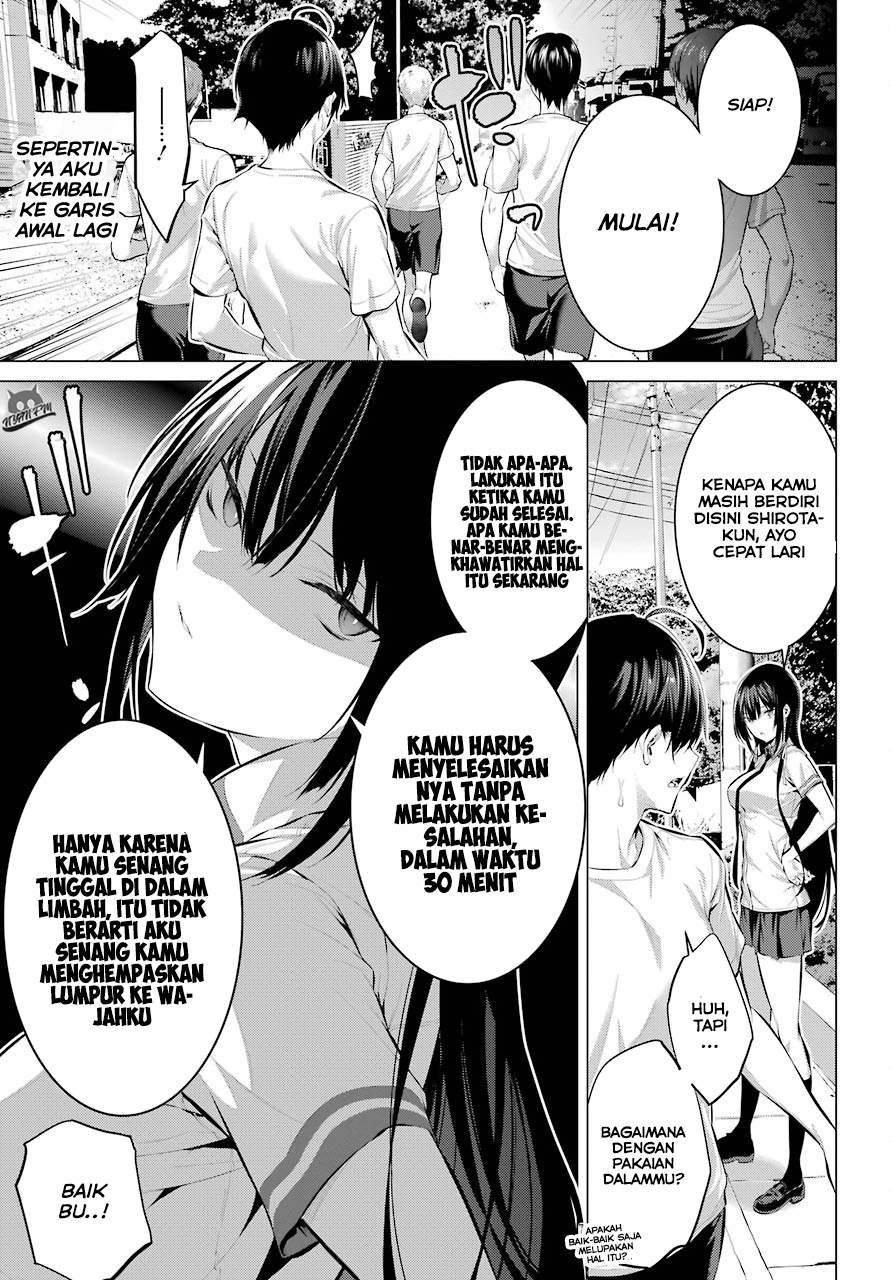 SIAP!
MULAI!
ザッ
ザッ
...!
SEPERTIN-
YA AKU
KEMBALI
KE GARIS
AWAL LAGI
KENAPA KAMU
MASIH BERDIRI
DISINI SHIROTA-
KUN, AYO
CEPAT LARI
HUH,
TAPI
...
BAGAIMANA
DENGAN
PAKAIAN
DALAMMU?
APAKAH
BAIK-BAIK SAJA
MELUPAKAN
HAL ITU?
TIDAK APA-APA.
LAKUKAN ITU
KETIKA KAMU
SUDAH SELESAI.
APA KAMU BE-
NAR-BENAR MENG-
KHAWATIRKAN HAL
ITU SEKARANG
KAMU HARUS
MENYELESAIKAN
NYA TANPA
MELAKUKAN KE-
SALAHAN,
DALAM WAKTU
30 MENIT
HANYA KARENA
KAMU SENANG
TINGGAL DI DALAM
LIMBAH, ITU TIDAK
BERARTI AKU
SENANG KAMU
MENGHEMPASKAN
LUMPUR KE WA-
JAHKU
BAIK
BU..!